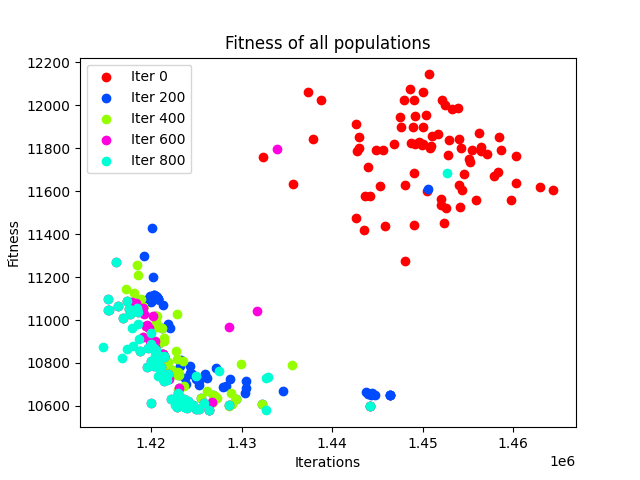 Fitness of all populations
12200
12000
11800
11600
11400
11200
11000
10800
10600
Fitness
Iter 0
Iter 200
Iter 400
Iter 600
Iter 800
1.42 1.43 1.44 1.45 1.46
1e6
Iterations